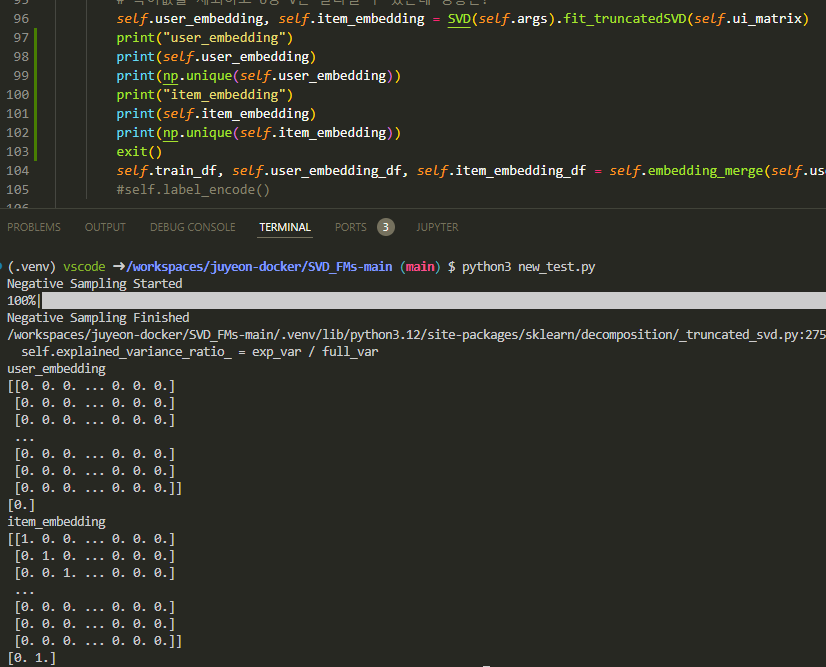 96 self.user_embedding, self.item_embedding = SVD(self.args).fit_truncatedSVD(self.ui_matrix)
97 print("user_embedding")
98 print(self.user_embedding)
99 print(np.unique(self.user_embedding))
100 print("item_embedding")
101 print(self.item_embedding)
102 print(np.unique(self.item_embedding))
103 exit()
104 self.train_df, self.user_embedding_df, self.item_embedding_df = self.embedding_merge(self.us
105 #self.label_encode()
PROBLEMS OUTPUT DEBUG CONSOLE TERMINAL PORTS 3 JUPYTER
(.venv) vscode ➜/workspaces/juyeon-docker/SVD_FMs-main (main) $ python3 new_test.py
Negative Sampling Started
100%|
Negative Sampling Finished
/workspaces/juyeon-docker/SVD_FMs-main/.venv/lib/python3.12/site-packages/sklearn/decomposition/_truncated_svd.py:275
self.explained_variance_ratio_ = exp_var / full_var
user_embedding
[[0. 0. 0. ... 0. 0. 0.]
[0. 0. 0. ... 0. 0. 0.]
[0. 0. 0. ... 0. 0. 0.]
...
[0. 0. 0. ... 0. 0. 0.]
[0. 0. 0. ... 0. 0. 0.]
[0. 0. 0. ... 0. 0. 0.]]
[0.]
item_embedding
[[1. 0. 0. ... 0. 0. 0.]
[0. 1. 0. ... 0. 0. 0.]
[0. 0. 1. ... 0. 0. 0.]
...
[0. 0. 0. ... 0. 0. 0.]
[0. 0. 0. ... 0. 0. 0.]
[0. 0. 0. ... 0. 0. 0.]]
[0. 1.]